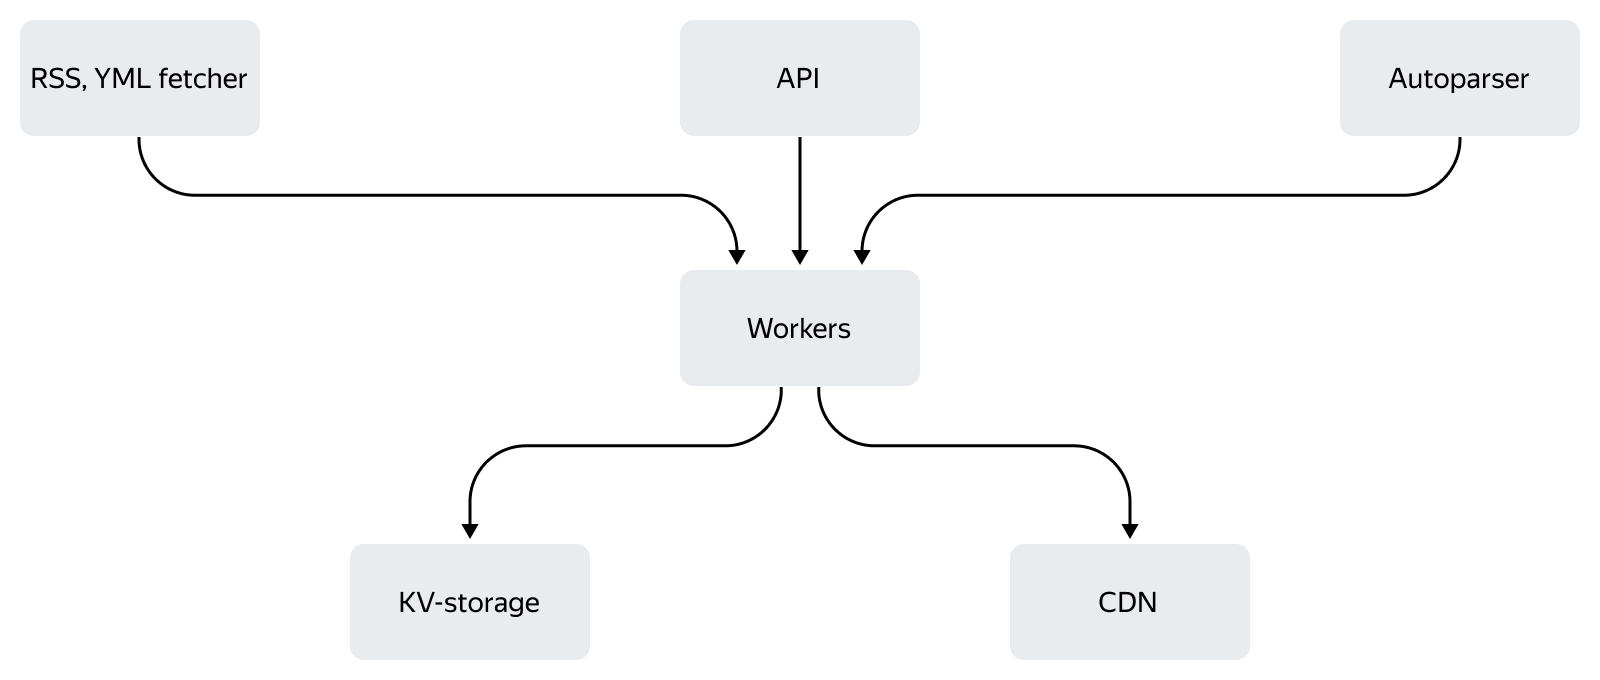 RSS, YML fetcher
API
Autoparser
Workers
KV-storage
CDN